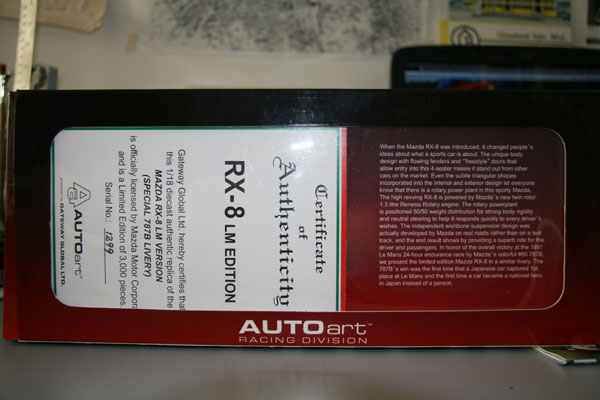 Certificate
of
Authenticity
RX-8 LM EDITION
Gateway Global Ltd. hereby certifies that
this 1/18 diecast authentic replica of the
MAZDA RX-8 LM VERSION
(SPECIAL 787B LIVERY)
is officially licensed by Mazda Motor Corpora
and is a Limited Edition of 3,000 pieces.
Serial No.: 1299
AUTOart
GATEWAY GLOBAL LTD.
When the Mazda RX-8 was introduced, it changed people's
ideas about what a sports car is about. The unique body
design with flowing fenders and "freestyle" doors that
allow entry into this 4-seater makes it stand out from other
cars on the market. Even the subtle triangular shapes
incorporated into the interior and exterior design let everyone
know that there is a rotary power plant in this sporty Mazda.
The high revving RX-8 is powered by Mazda's new twin rotor
1.3 litre Renesis Rotary engine. The rotary powerplant
is positioned 50/50 weight distribution for strong body rigidity
and neutral steering to help it responds quickly to every driver's
wishes. The independent wishbone suspension design was
actually developed by Mazda on real roads rather than on a test
track, and the end result shows by providing a superb ride for the
driver and passengers. In honor of the overall victory at the 1991
Le Mans 24-hour endurance race by Mazda's colorful #55 787B,
we present the limited edition Mazda RX-8 in a similar livery. The
787B's win was the first time that a Japanese car captured 1st
place at Le Mans and the first time a car became a national hero
in Japan instead of a person.
AUTOart™
RACING DIVISION